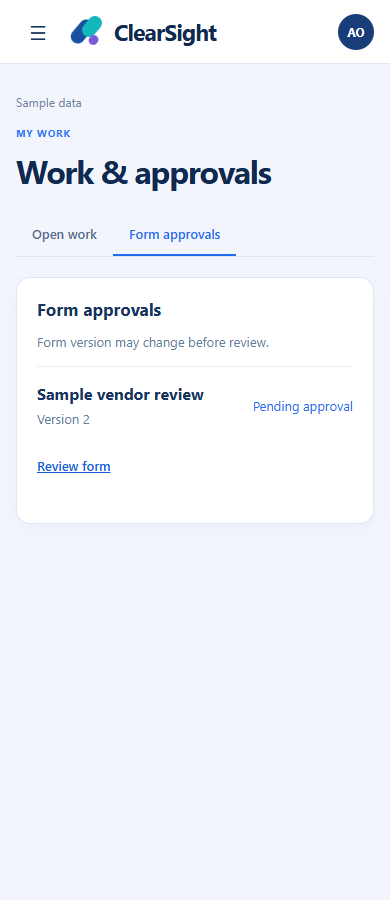 ☰ ClearSight AO
Sample data
MY WORK
Work & approvals
Open work Form approvals
Form approvals
Form version may change before review.
Sample vendor review
Pending approval
Version 2
Review form